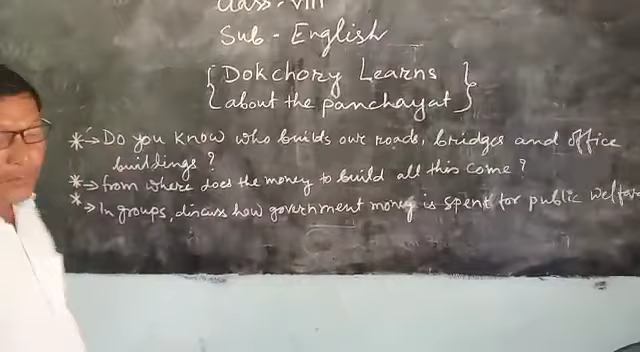 Class - VIII
Sub - English
{ Dokchory Learns }
{ about the panchayat }
*→ Do you know who builds our roads, bridges and office
buildings ?
*→ from where does the money to build all this come ?
*→ In groups, discuss how government money is spent for public welfare